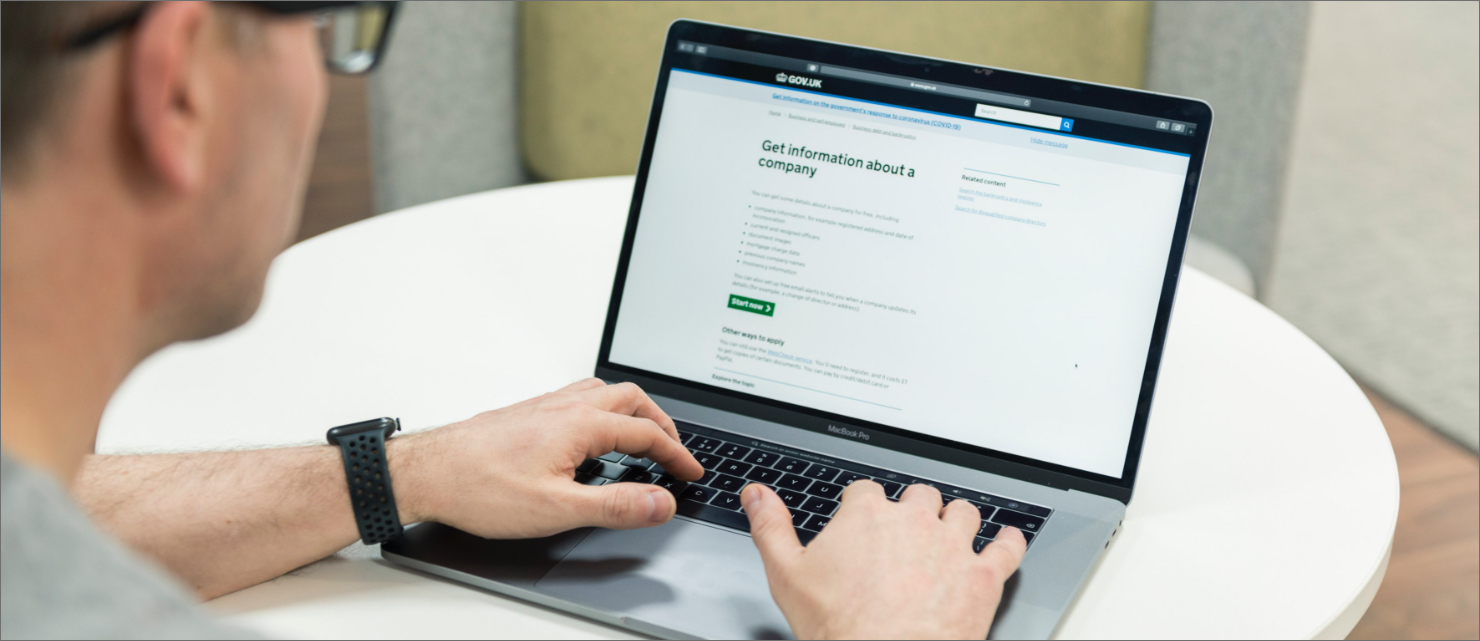 GOV.UK
Search
Get information on the government's response to coronavirus (COVID-19)
Hide message
Home
Business and self-employed
Business debt and bankruptcy
Get information about a
company
You can get some details about a company for free, including:
company information, for example registered address and date of
incorporation
current and resigned officers
document images
mortgage charge data
previous company names
insolvency information
You can also set up free email alerts to tell you when a company updates its
details (for example, a change of director or address).
Start now
Other ways to apply
You can still use the WebCheck service. You'll need to register, and it costs £1
to get copies of certain documents. You can pay by credit/debit card or
PayPal.
Explore the topic
Related content
Search the bankruptcy and insolvency
register
Search for disqualified company directors
MacBook Pro